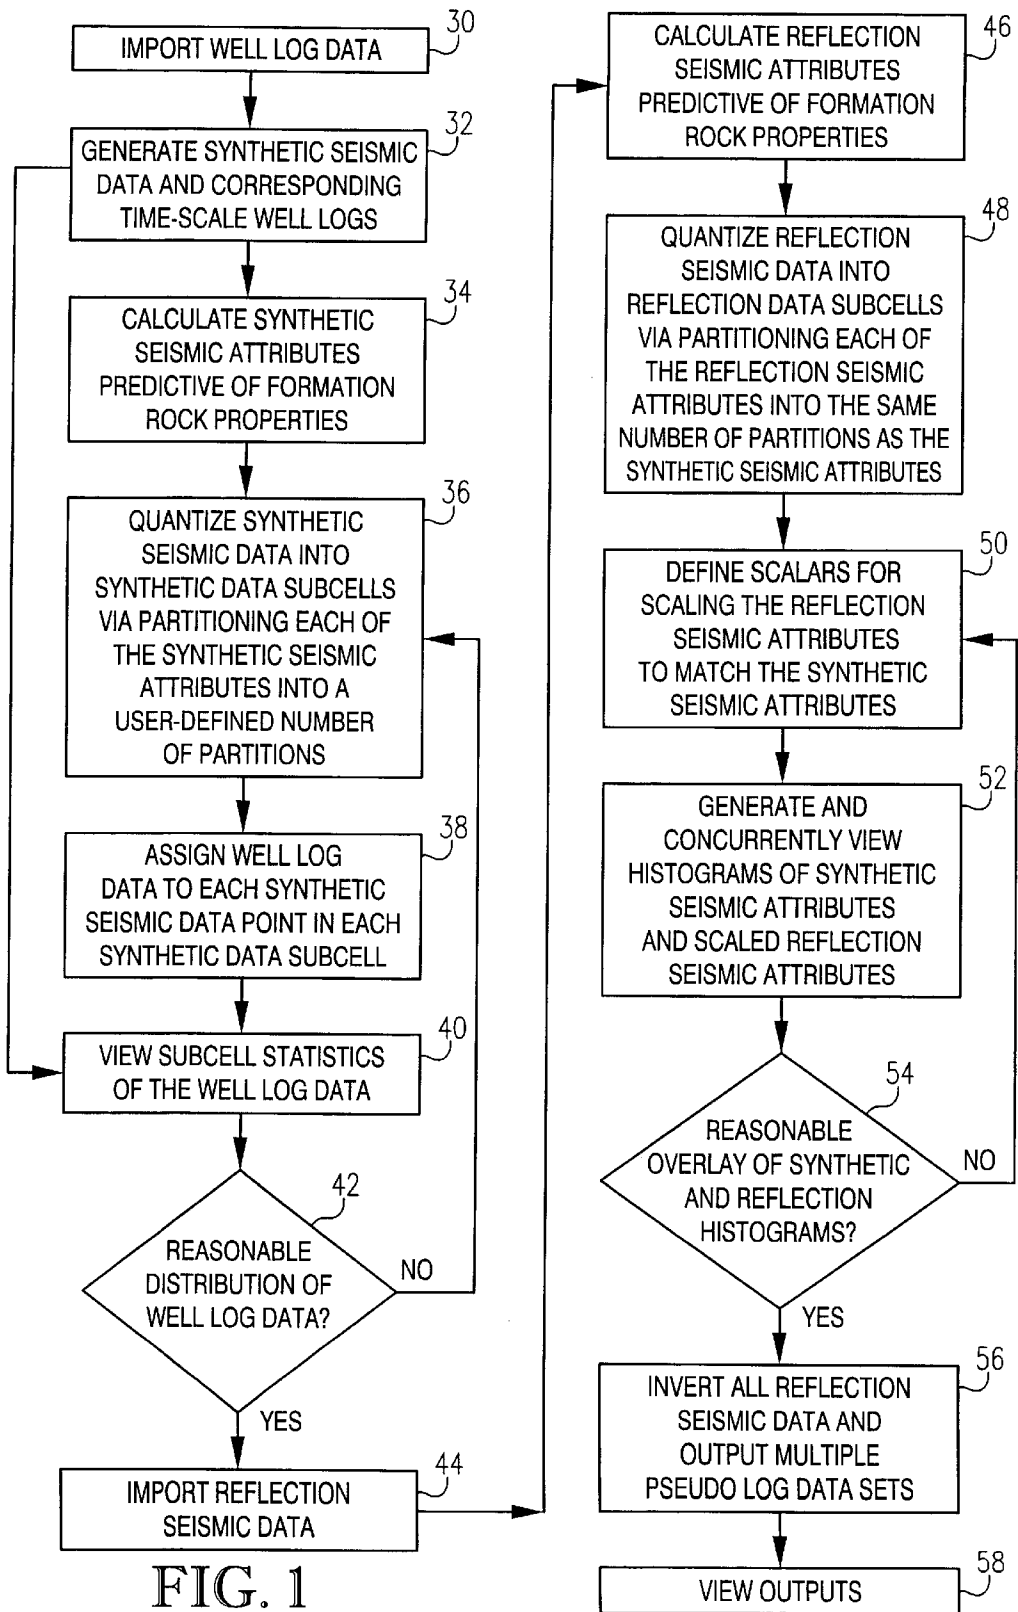 30
IMPORT WELL LOG DATA
32
GENERATE SYNTHETIC SEISMIC
DATA AND CORRESPONDING
TIME-SCALE WELL LOGS
34
CALCULATE SYNTHETIC
SEISMIC ATTRIBUTES
PREDICTIVE OF FORMATION
ROCK PROPERTIES
36
QUANTIZE SYNTHETIC
SEISMIC DATA INTO
SYNTHETIC DATA SUBCELLS
VIA PARTITIONING EACH OF
THE SYNTHETIC SEISMIC
ATTRIBUTES INTO A
USER-DEFINED NUMBER
OF PARTITIONS
38
ASSIGN WELL LOG
DATA TO EACH SYNTHETIC
SEISMIC DATA POINT IN EACH
SYNTHETIC DATA SUBCELL
40
VIEW SUBCELL STATISTICS
OF THE WELL LOG DATA
42
REASONABLE
DISTRIBUTION OF
WELL LOG DATA?
NO
YES
44
IMPORT REFLECTION
SEISMIC DATA
46
CALCULATE REFLECTION
SEISMIC ATTRIBUTES
PREDICTIVE OF FORMATION
ROCK PROPERTIES
48
QUANTIZE REFLECTION
SEISMIC DATA INTO
REFLECTION DATA SUBCELLS
VIA PARTITIONING EACH OF
THE REFLECTION SEISMIC
ATTRIBUTES INTO THE SAME
NUMBER OF PARTITIONS AS THE
SYNTHETIC SEISMIC ATTRIBUTES
50
DEFINE SCALARS FOR
SCALING THE REFLECTION
SEISMIC ATTRIBUTES
TO MATCH THE SYNTHETIC
SEISMIC ATTRIBUTES
52
GENERATE AND
CONCURRENTLY VIEW
HISTOGRAMS OF SYNTHETIC
SEISMIC ATTRIBUTES
AND SCALED REFLECTION
SEISMIC ATTRIBUTES
54
REASONABLE
OVERLAY OF SYNTHETIC
AND REFLECTION
HISTOGRAMS?
NO
YES
56
INVERT ALL REFLECTION
SEISMIC DATA AND
OUTPUT MULTIPLE
PSEUDO LOG DATA SETS
58
VIEW OUTPUTS
FIG. 1